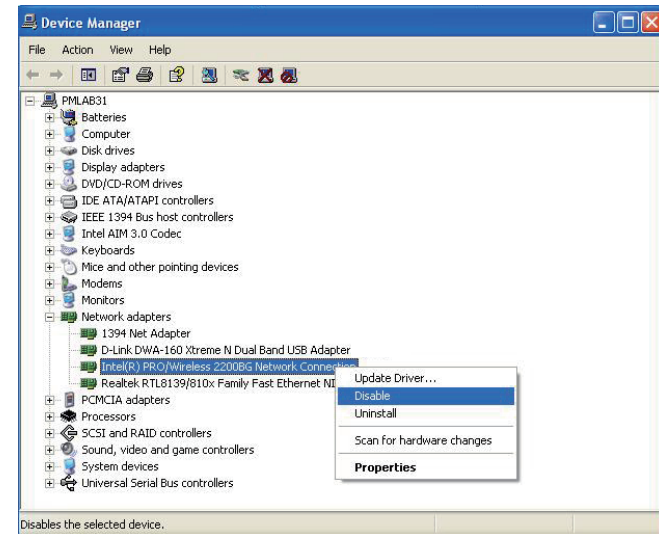 Device Manager
File Action View Help
PMLAB31
Batteries
Computer
Disk drives
Display adapters
DVD/CD-ROM drives
IDE ATA/ATAPI controllers
IEEE 1394 Bus host controllers
Intel AIM 3.0 Codec
Keyboards
Mice and other pointing devices
Modems
Monitors
Network adapters
1394 Net Adapter
D-Link DWA-160 Xtreme N Dual Band USB Adapter
Intel(R) PRO/Wireless 2200BG Network Connection
Realtek RTL8139/810x Family Fast Ethernet NI
PCMCIA adapters
Processors
SCSI and RAID controllers
Sound, video and game controllers
System devices
Universal Serial Bus controllers
Update Driver...
Disable
Uninstall
Scan for hardware changes
Properties
Disables the selected device.